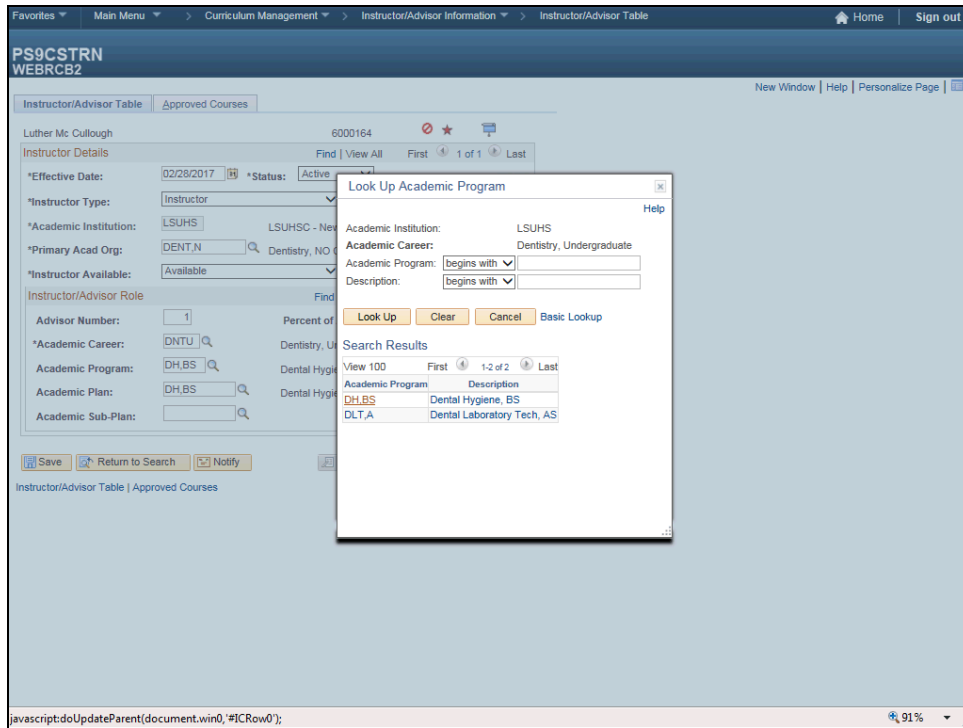 Favorites Main Menu > Curriculum Management > Instructor/Advisor Information > Instructor/Advisor Table Home Sign out
PS9CSTRN
WEBRCB2
New Window | Help | Personalize Page |
Instructor/Advisor Table Approved Courses
Luther Mc Cullough 6000164
Instructor Details Find | View All First 1 of 1 Last
*Effective Date: 02/28/2017 *Status: Active
*Instructor Type: Instructor
*Academic Institution: LSUHS LSUHSC - New
*Primary Acad Org: DENT,N Dentistry, NO
*Instructor Available: Available
Instructor/Advisor Role Find
Advisor Number: 1 Percent of
*Academic Career: DNTU Dentistry, Un
Academic Program: DH,BS Dental Hygie
Academic Plan: DH,BS Dental Hygie
Academic Sub-Plan:
Save Return to Search Notify
Instructor/Advisor Table | Approved Courses
Look Up Academic Program
Help
Academic Institution: LSUHS
Academic Career: Dentistry, Undergraduate
Academic Program: begins with
Description: begins with
Look Up Clear Cancel Basic Lookup
Search Results
View 100 First 1-2 of 2 Last
Academic Program Description
DH,BS Dental Hygiene, BS
DLT,A Dental Laboratory Tech, AS
javascript:doUpdateParent(document.win0,'#ICRow0'); 91%